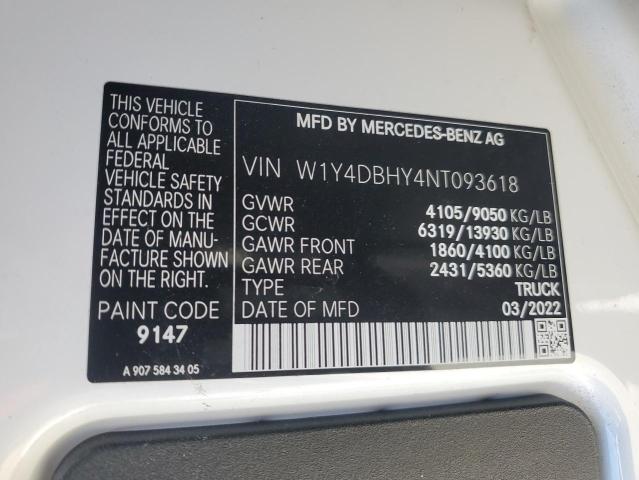 THIS VEHICLE
CONFORMS TO
ALL APPLICABLE
FEDERAL
VEHICLE SAFETY
STANDARDS IN
EFFECT ON THE
DATE OF MANU-
FACTURE SHOWN
ON THE RIGHT.
PAINT CODE
9147
A 907 584 34 05
MFD BY MERCEDES-BENZ AG
VIN W1Y4DBHY4NT093618
GVWR 4105/9050 KG/LB
GCWR 6319/13930 KG/LB
GAWR FRONT 1860/4100 KG/LB
GAWR REAR 2431/5360 KG/LB
TYPE TRUCK
DATE OF MFD 03/2022